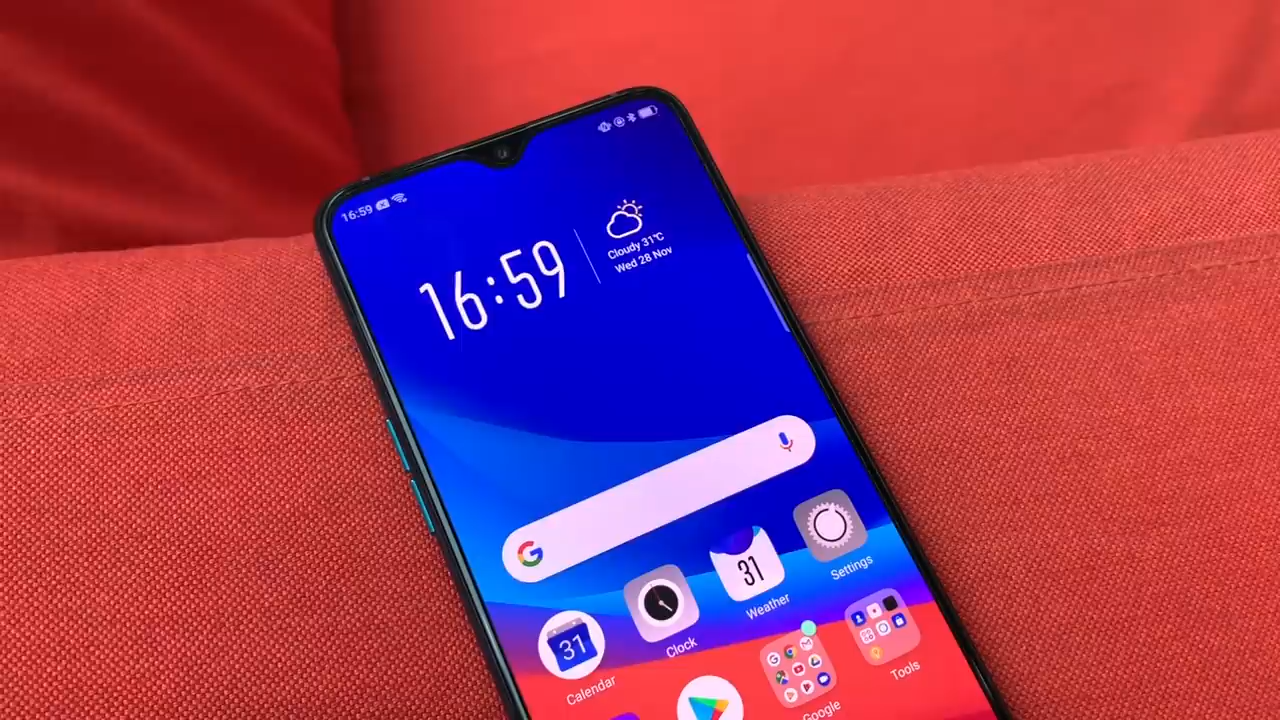 16:59
16:59
Cloudy 31℃
Wed 28 Nov
G
31
Calendar
Clock
31
Weather
Settings
Google
Tools